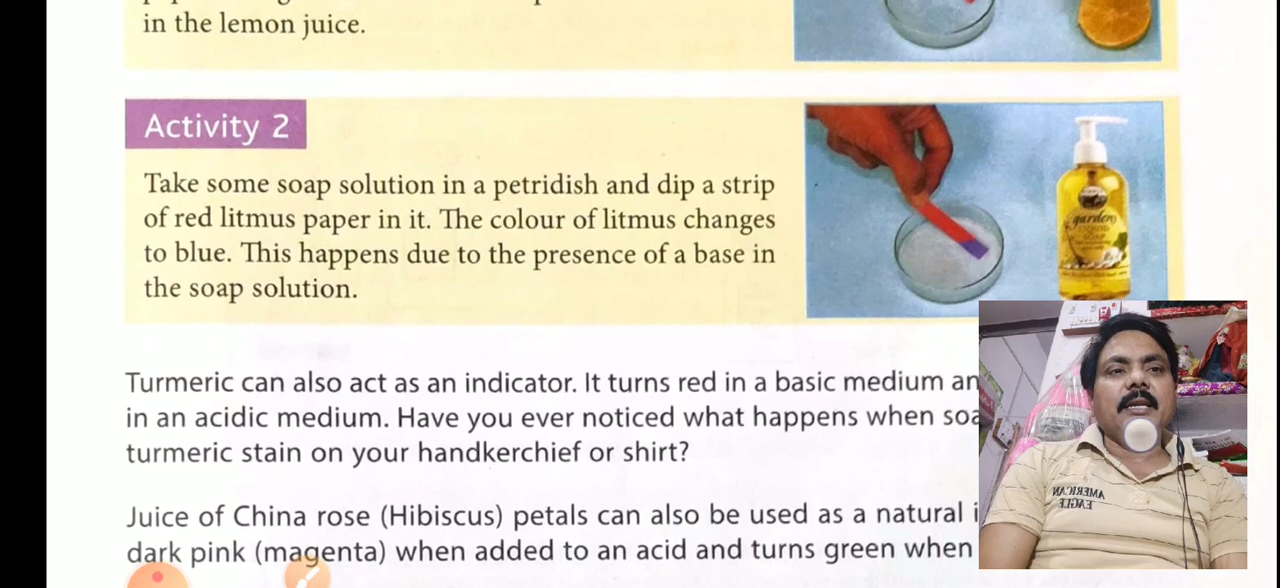 in the lemon juice.
Activity 2
Take some soap solution in a petridish and dip a strip
of red litmus paper in it. The colour of litmus changes
to blue. This happens due to the presence of a base in
the soap solution.
garden
LIQUID
Turmeric can also act as an indicator. It turns red in a basic medium an
in an acidic medium. Have you ever noticed what happens when soa
turmeric stain on your handkerchief or shirt?
AMERICAN
EAGLE
Juice of China rose (Hibiscus) petals can also be used as a natural i
dark pink (magenta) when added to an acid and turns green when